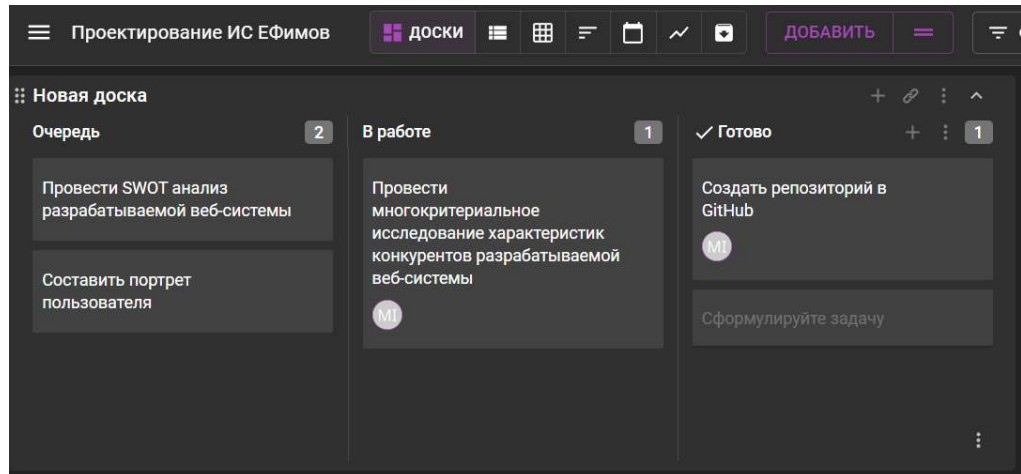 Проектирование ИС ЕФимов
ДОСКИ
ДОБАВИТЬ
Новая доска
Очередь
2
В работе
1
Готово
1
Провести SWOT анализ
разрабатываемой веб-системы
Составить портрет
пользователя
Провести
многокритериальное
исследование характеристик
конкурентов разрабатываемой
веб-системы
MI
Создать репозиторий в
GitHub
MI
Сформулируйте задачу